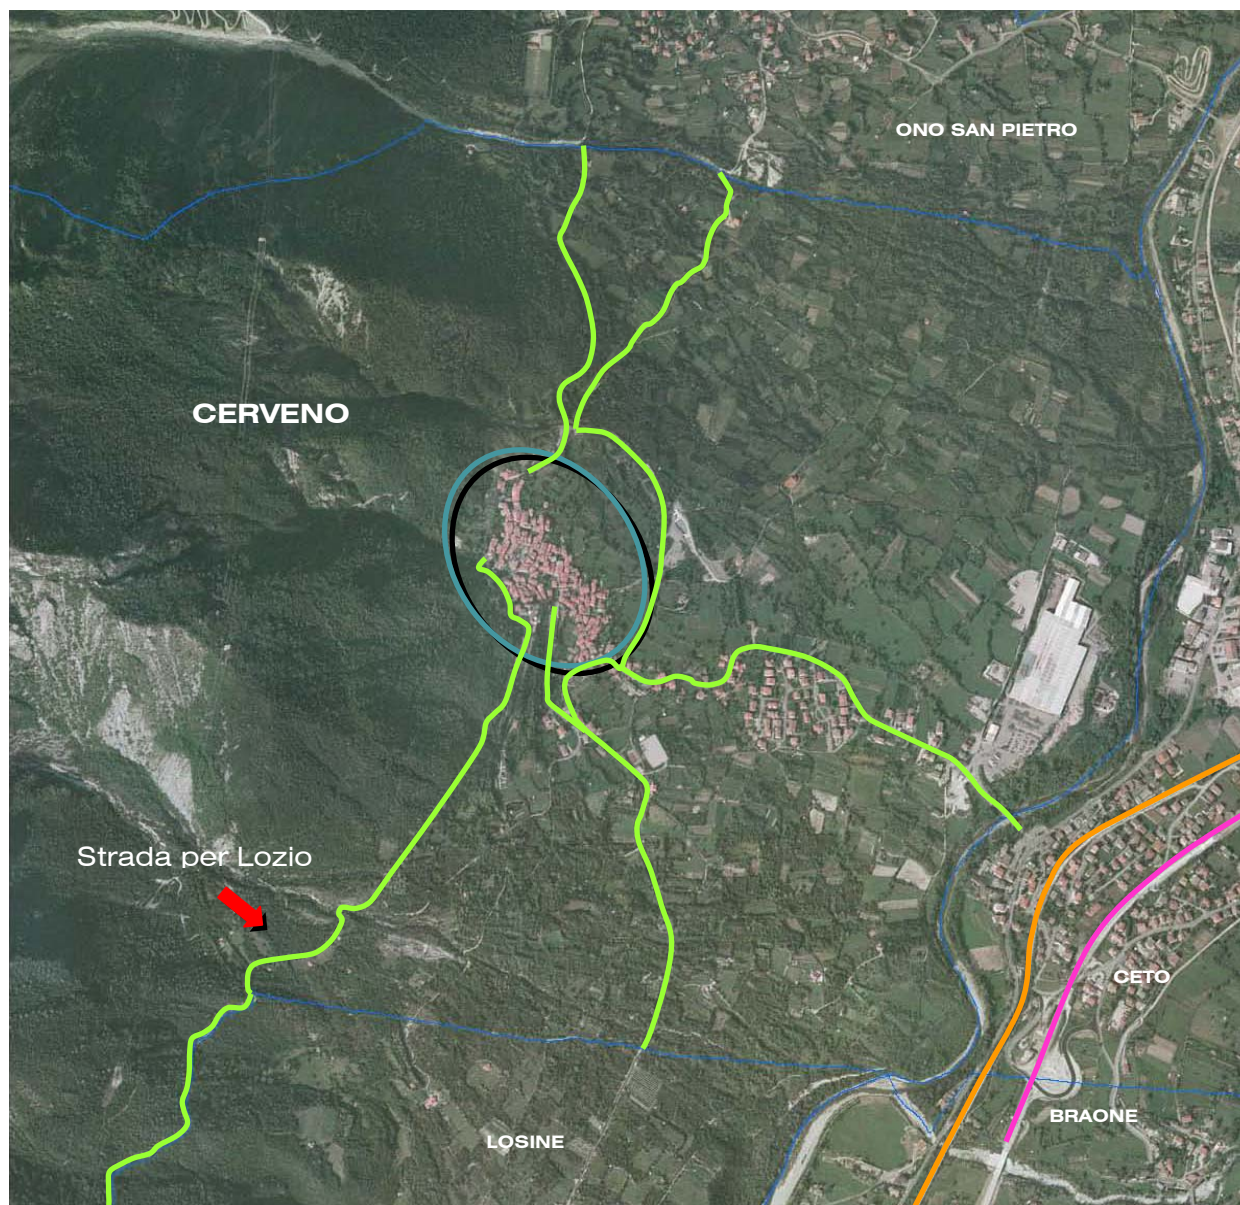 ONO SAN PIETRO
CERVENO
Strada per Lozio
CETO
BRAONE
LOSINE